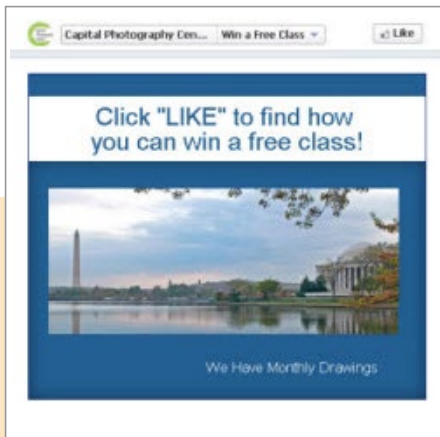 Capital Photography Cen... Win a Free Class Like
Click "LIKE" to find how
you can win a free class!
We Have Monthly Drawings